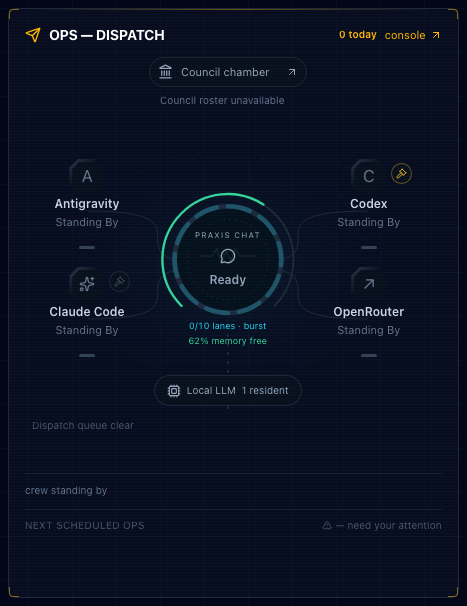 OPS — DISPATCH
0 today console
Council chamber
Council roster unavailable
A
Antigravity
Standing By
C
Codex
Standing By
PRAXIS CHAT
Ready
Claude Code
Standing By
OpenRouter
Standing By
0/10 lanes · burst
62% memory free
Local LLM 1 resident
Dispatch queue clear
crew standing by
NEXT SCHEDULED OPS
— need your attention